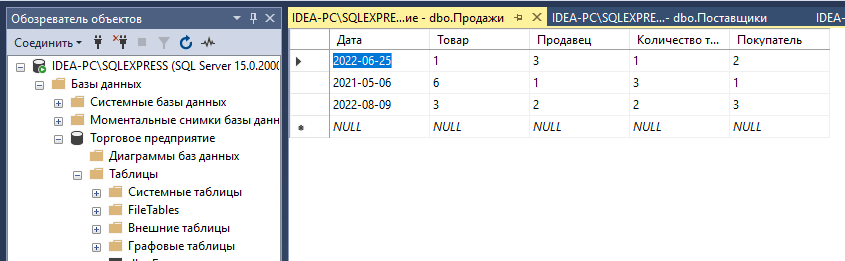 Обозреватель объектов
Соединить
IDEA-PC\SQLEXPRESS (SQL Server 15.0.2000
Базы данных
Системные базы данных
Моментальные снимки базы данн
Торговое предприятие
Диаграммы баз данных
Таблицы
Системные таблицы
FileTables
Внешние таблицы
Графовые таблицы
IDEA-PC\SQLEXPRE...ие - dbo.Продажи
IDEA-PC\SQLEXPRE...- dbo.Поставщики
IDEA-
Дата Товар Продавец Количество т... Покупатель
2022-06-25 1 3 1 2
2021-05-06 6 1 3 1
2022-08-09 3 2 2 3
NULL NULL NULL NULL NULL